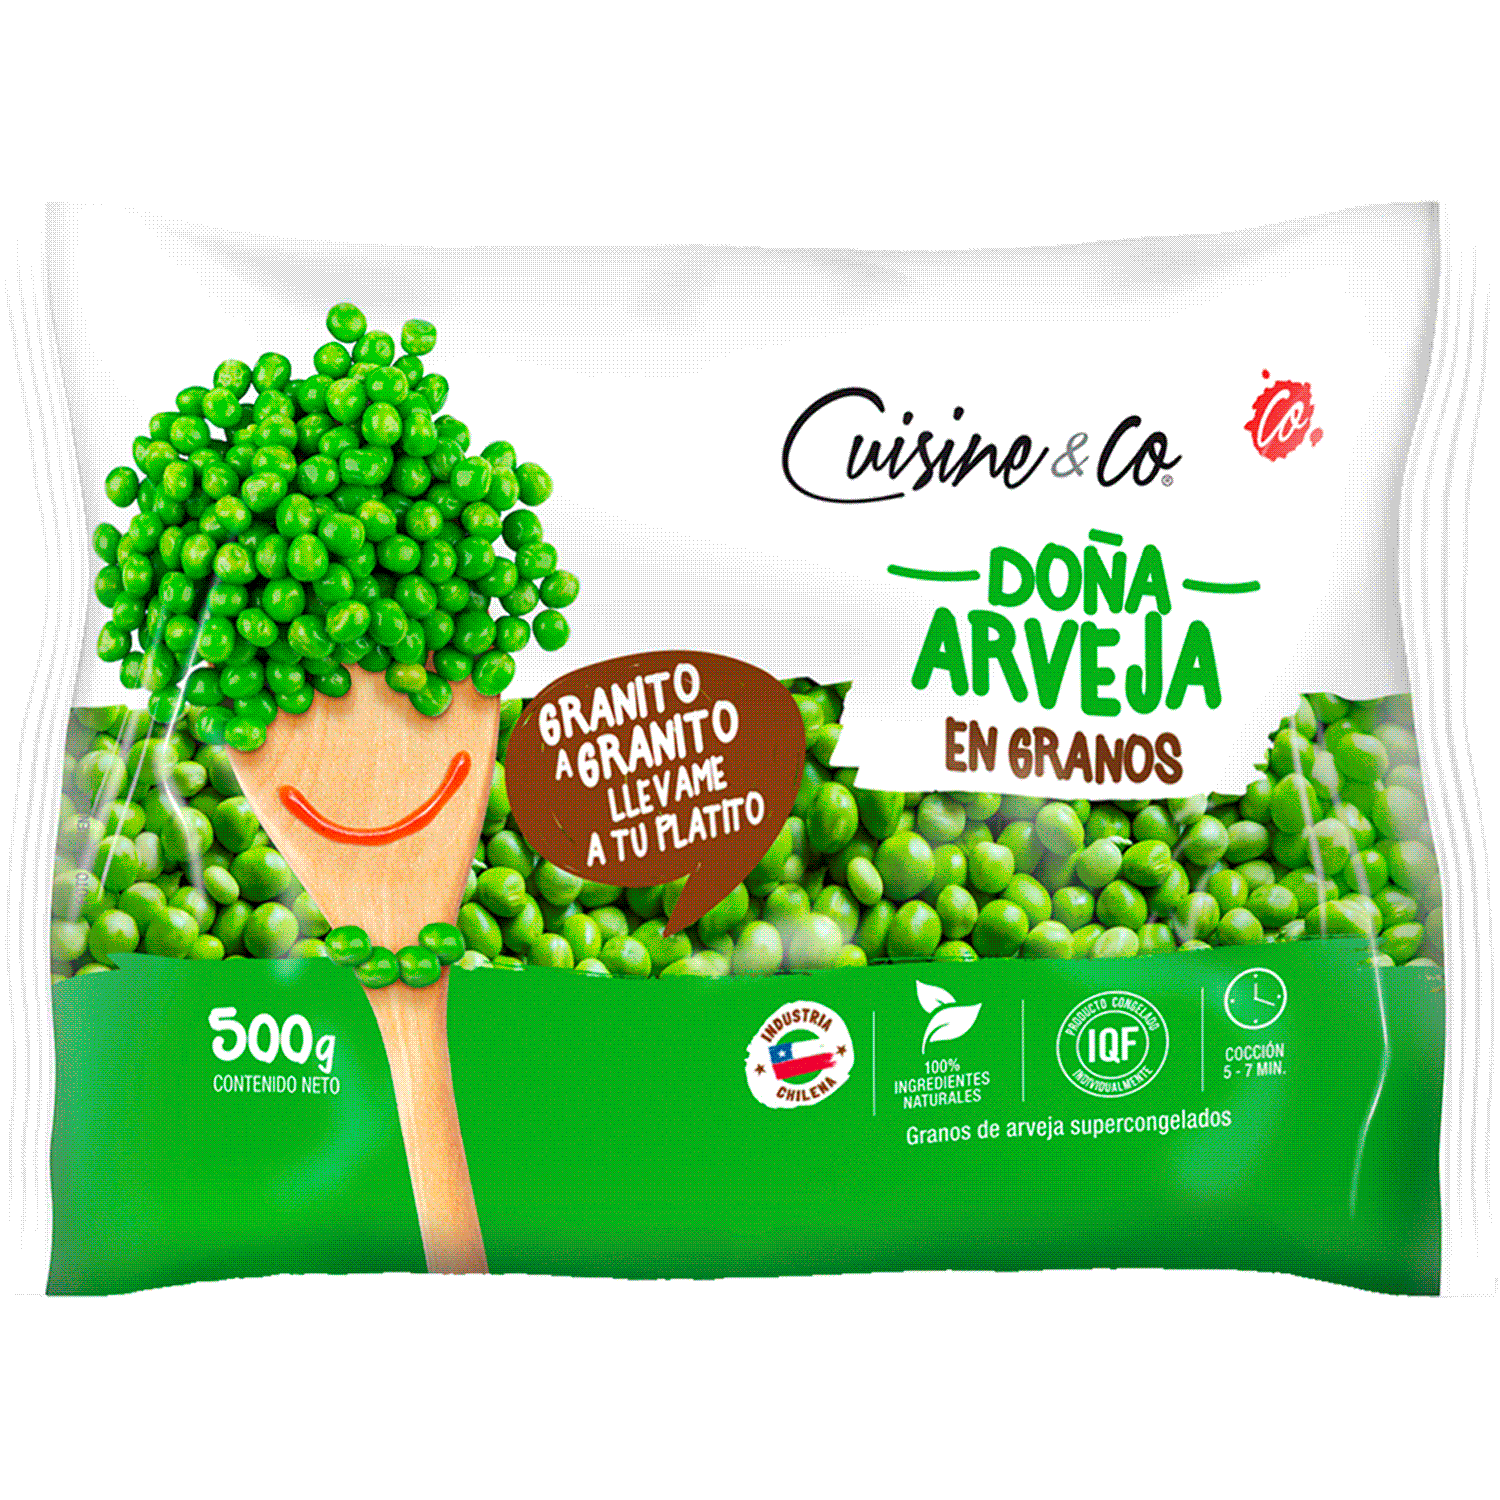 Cuisine & Co®
Co.
DOÑA
ARVEJA
EN GRANOS
GRANITO
A GRANITO
LLEVAME
A TU PLATITO
500g
CONTENIDO NETO
INDUSTRIA
CHILENA
100%
INGREDIENTES
NATURALES
PRODUCTO CONGELADO
IQF
INDIVIDUALMENTE
COCCIÓN
5 - 7 MIN.
Granos de arveja supercongelados